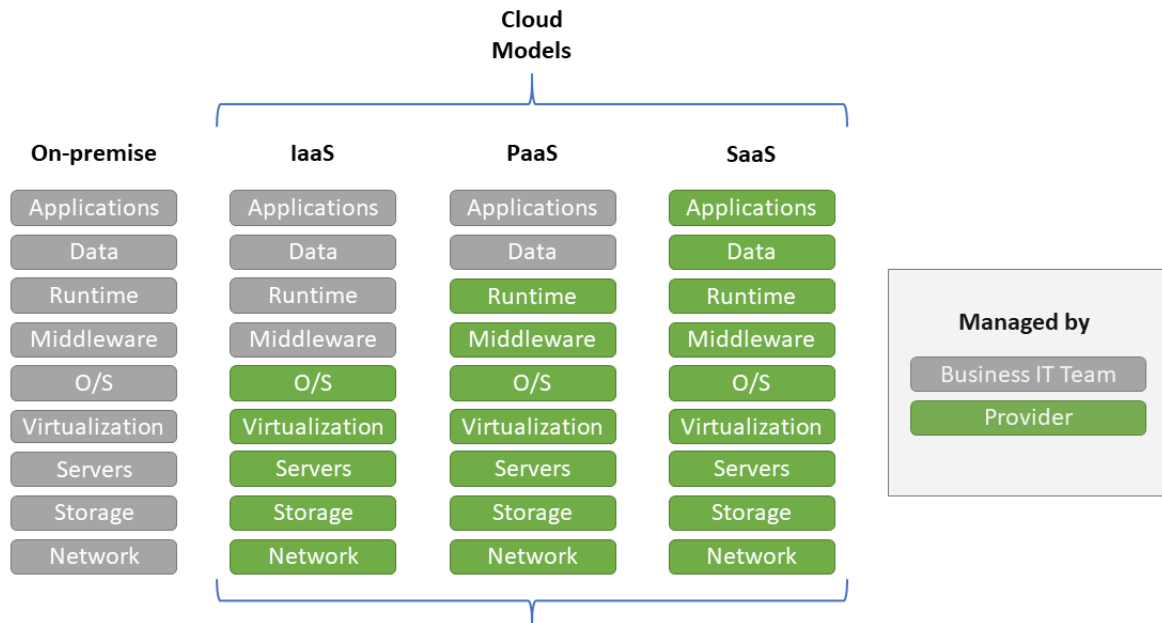 Cloud
Models
On-premise
IaaS
PaaS
SaaS
Applications
Applications
Applications
Applications
Data
Data
Data
Data
Runtime
Runtime
Runtime
Runtime
Middleware
Middleware
Middleware
Middleware
O/S
O/S
O/S
O/S
Virtualization
Virtualization
Virtualization
Virtualization
Servers
Servers
Servers
Servers
Storage
Storage
Storage
Storage
Network
Network
Network
Network
Managed by
Business IT Team
Provider